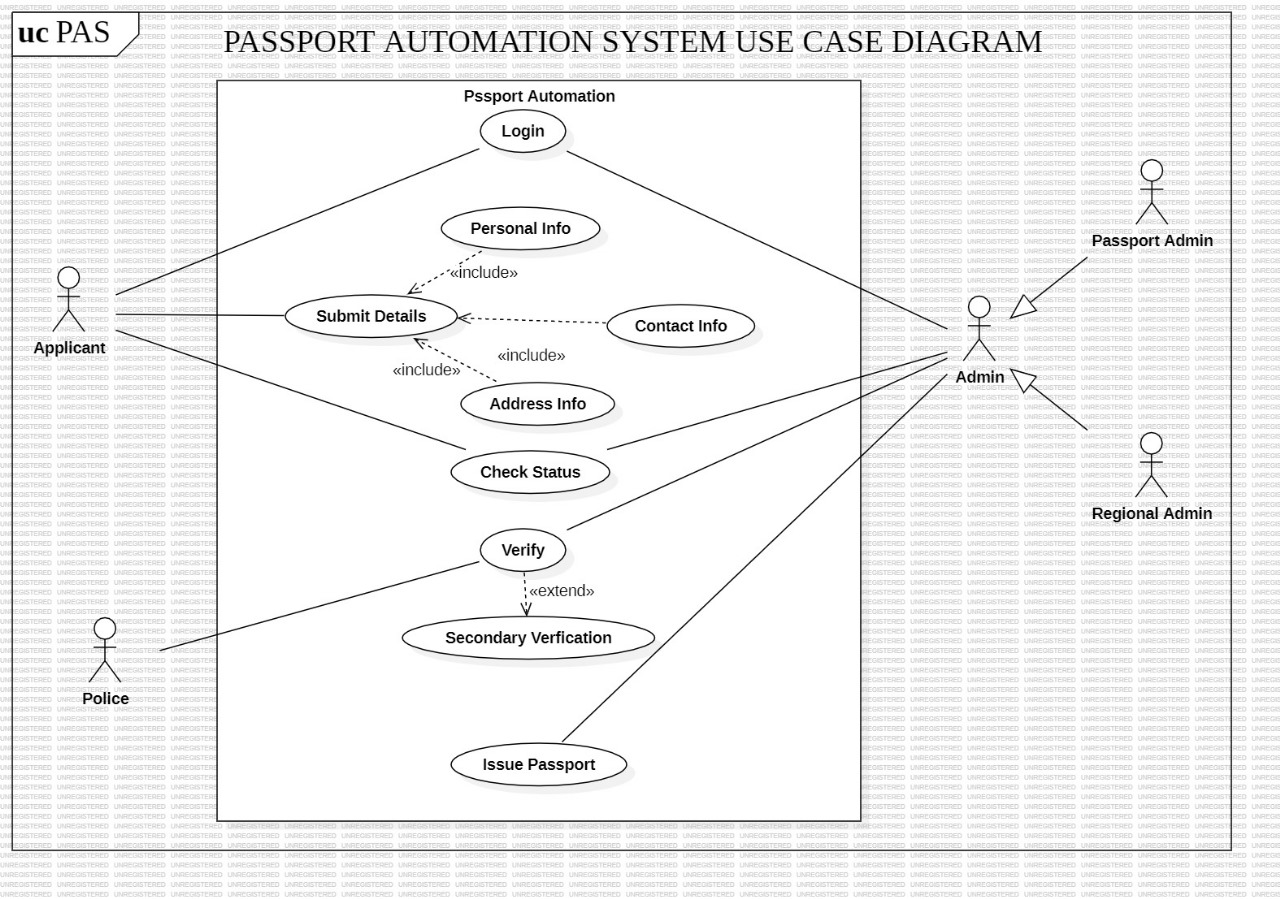 uc PAS
PASSPORT AUTOMATION SYSTEM USE CASE DIAGRAM
Pssport Automation
Login
Personal Info
«include»
Submit Details
Contact Info
«include»
«include»
Address Info
Check Status
Verify
«extend»
Secondary Verfication
Issue Passport
Applicant
Police
Passport Admin
Admin
Regional Admin
UNREGISTERED